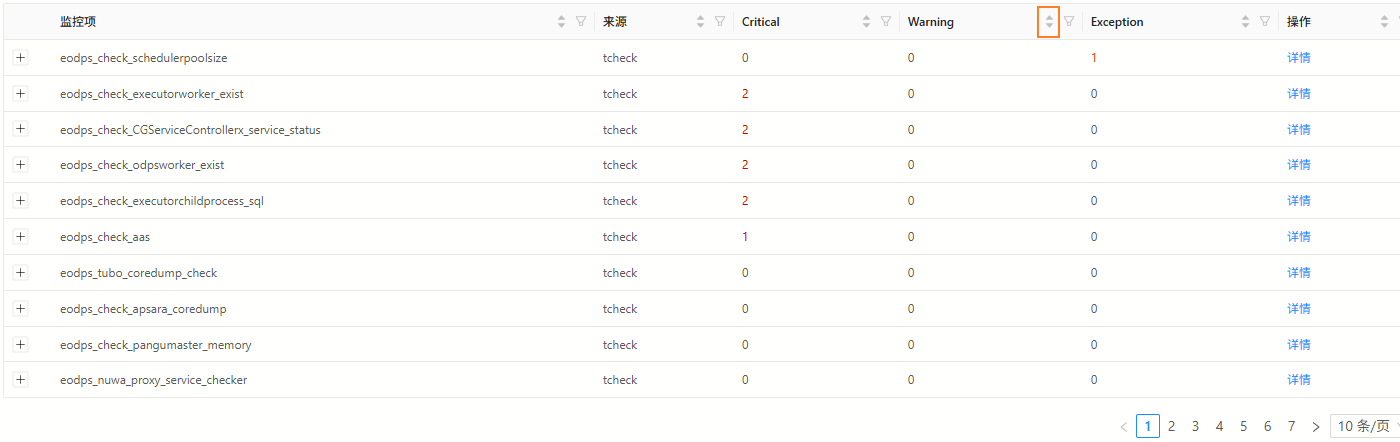 监控项 来源 Critical Warning Exception 操作
eodps_check_schedulerpoolsize tcheck 0 0 1 详情
eodps_check_executorworker_exist tcheck 2 0 0 详情
eodps_check_CGServiceControllerx_service_status tcheck 2 0 0 详情
eodps_check_odpsworker_exist tcheck 2 0 0 详情
eodps_check_executorchildprocess_sql tcheck 2 0 0 详情
eodps_check_aas tcheck 1 0 0 详情
eodps_tubo_coredump_check tcheck 0 0 0 详情
eodps_check_apsara_coredump tcheck 0 0 0 详情
eodps_check_pangumaster_memory tcheck 0 0 0 详情
eodps_nuwa_proxy_service_checker tcheck 0 0 0 详情
< 1 2 3 4 5 6 7 > 10 条/页